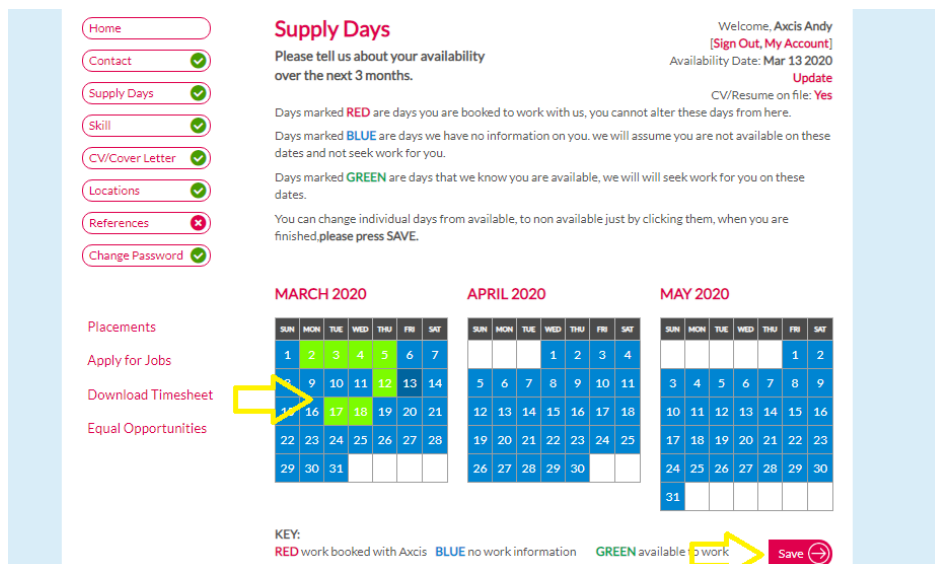 Home
Contact
Supply Days
Skill
CV/Cover Letter
Locations
References
Change Password
Placements
Apply for Jobs
Download Timesheet
Equal Opportunities
Supply Days
Please tell us about your availability
over the next 3 months.
Welcome, Axcis Andy
[Sign Out, My Account]
Availability Date: Mar 13 2020
Update
CV/Resume on file: Yes
Days marked RED are days you are booked to work with us, you cannot alter these days from here.
Days marked BLUE are days we have no information on you. we will assume you are not available on these
dates and not seek work for you.
Days marked GREEN are days that we know you are available, we will will seek work for you on these
dates.
You can change individual days from available, to non available just by clicking them, when you are
finished,please press SAVE.
MARCH 2020
SUN MON TUE WED THU FRI SAT
1 2 3 4 5 6 7
9 10 11 12 13 14
16 17 18 19 20 21
22 23 24 25 26 27 28
29 30 31
APRIL 2020
SUN MON TUE WED THU FRI SAT
1 2 3 4
5 6 7 8 9 10 11
12 13 14 15 16 17 18
19 20 21 22 23 24 25
26 27 28 29 30
MAY 2020
SUN MON TUE WED THU FRI SAT
1 2
3 4 5 6 7 8 9
10 11 12 13 14 15 16
17 18 19 20 21 22 23
24 25 26 27 28 29 30
31
KEY:
RED work booked with Axcis BLUE no work information GREEN available to work
Save